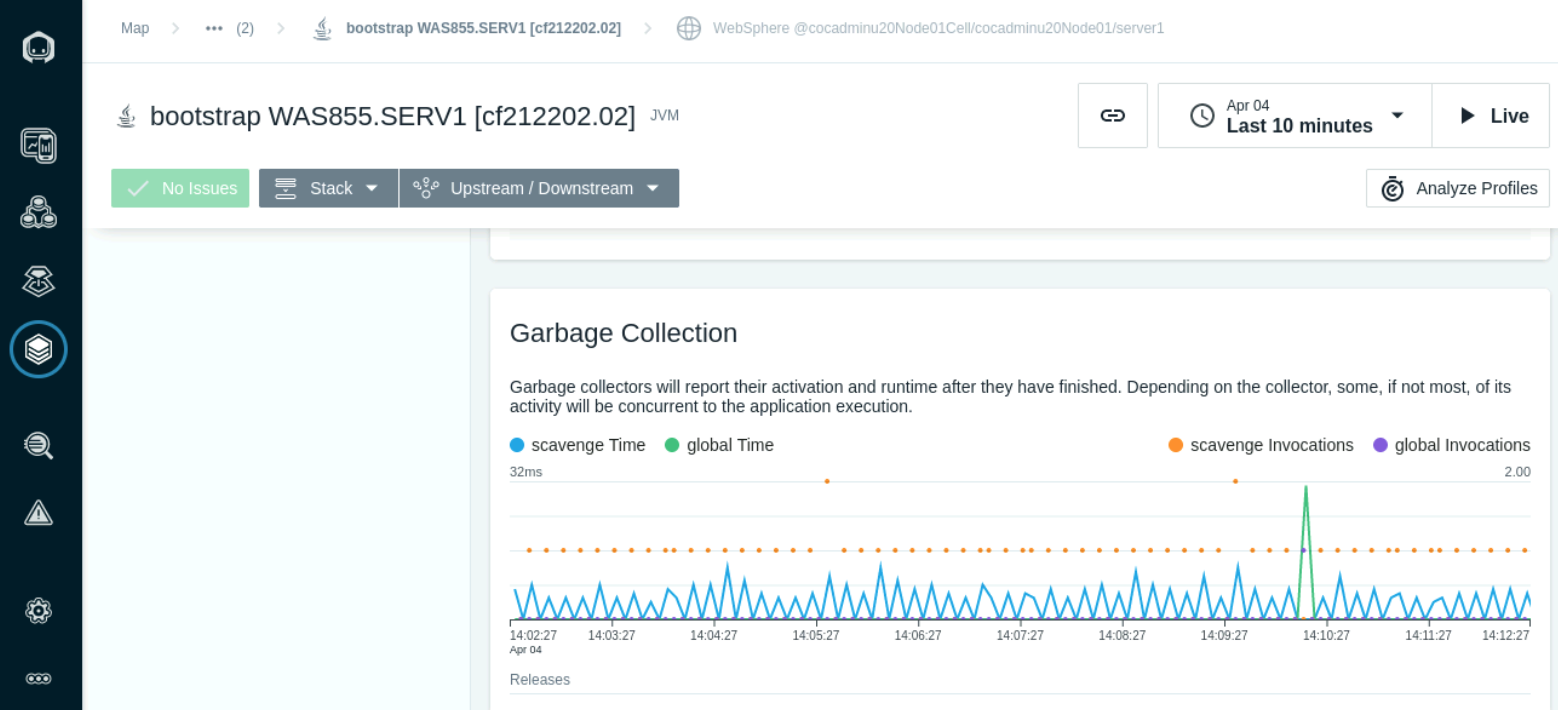 Map ••• (2) bootstrap WAS855.SERV1 [cf212202.02] WebSphere @cocadminu20Node01Cell/cocadminu20Node01/server1
bootstrap WAS855.SERV1 [cf212202.02] JVM
Apr 04
Last 10 minutes
Live
No Issues Stack Upstream / Downstream Analyze Profiles
Garbage Collection
Garbage collectors will report their activation and runtime after they have finished. Depending on the collector, some, if not most, of its
activity will be concurrent to the application execution.
scavenge Time global Time scavenge Invocations global Invocations
32ms 2.00
14:02:27 14:03:27 14:04:27 14:05:27 14:06:27 14:07:27 14:08:27 14:09:27 14:10:27 14:11:27 14:12:27
Apr 04
Releases